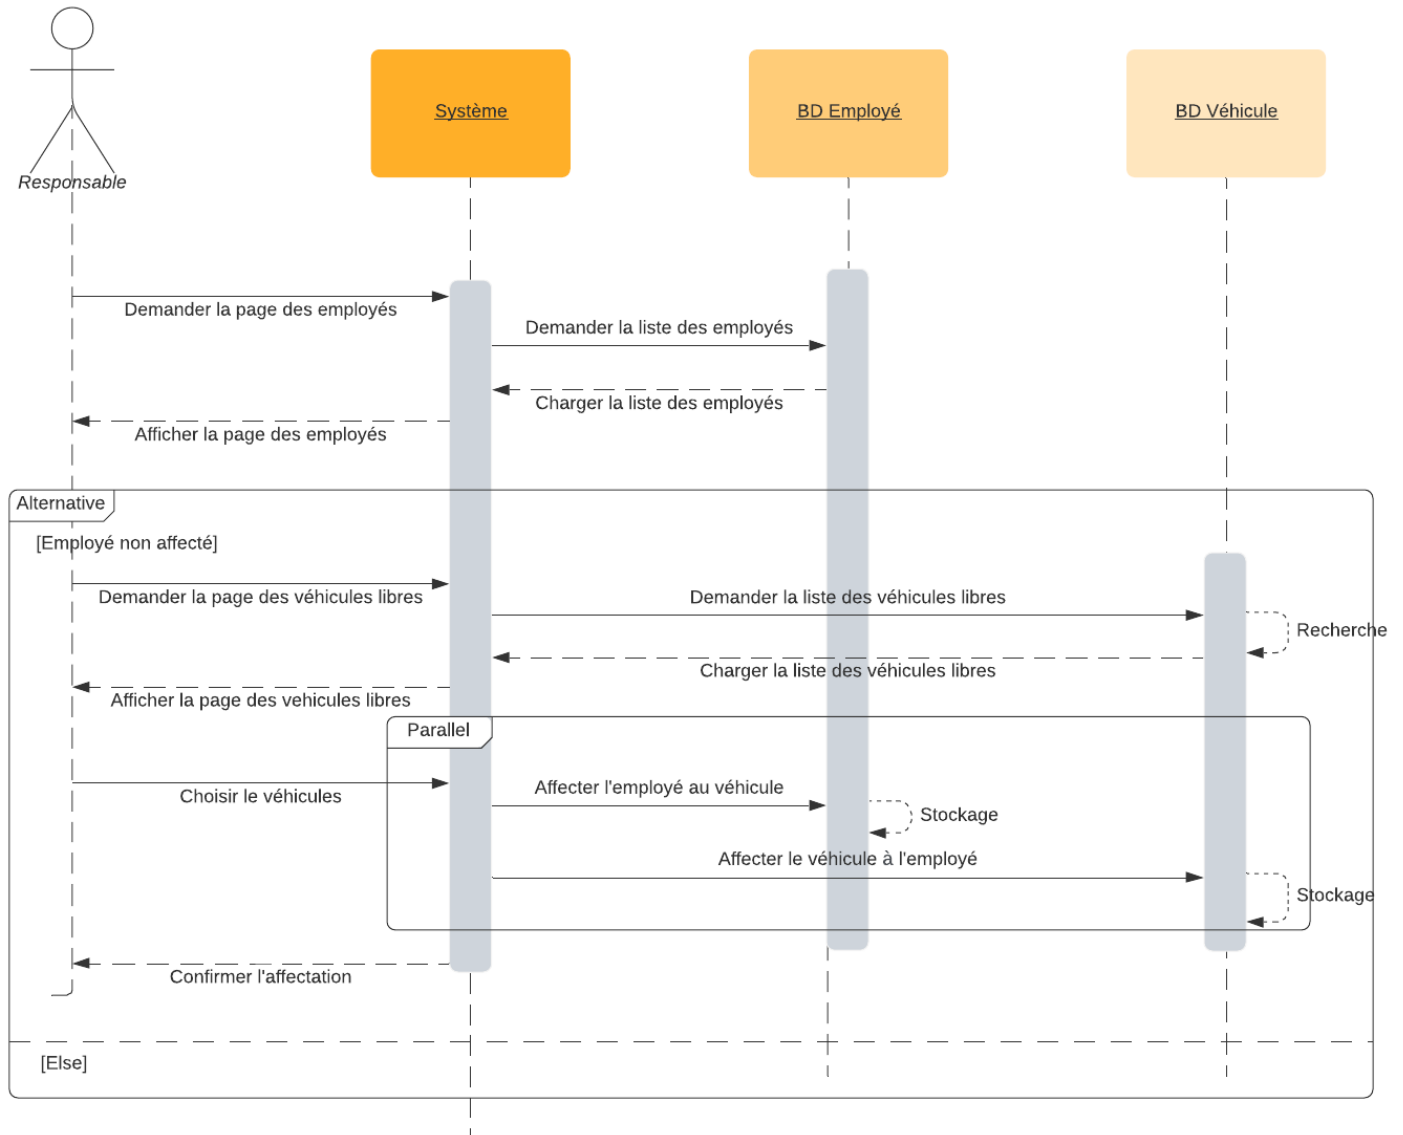 Responsable
Système
BD Employé
BD Véhicule
Demander la page des employés
Demander la liste des employés
Charger la liste des employés
Afficher la page des employés
Alternative
[Employé non affecté]
Demander la page des véhicules libres
Demander la liste des véhicules libres
Recherche
Charger la liste des véhicules libres
Afficher la page des vehicules libres
Parallel
Choisir le véhicules
Affecter l'employé au véhicule
Stockage
Affecter le véhicule à l'employé
Stockage
Confirmer l'affectation
[Else]